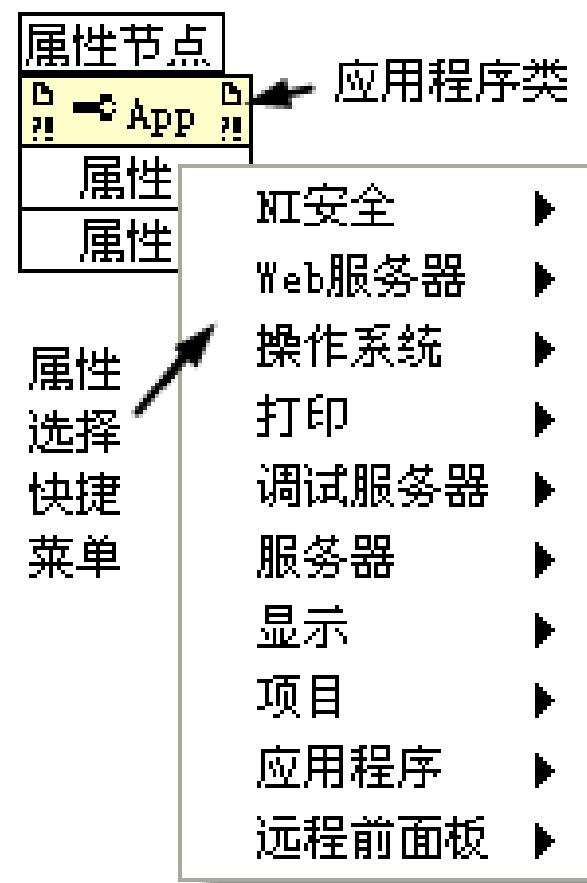 属性节点
?! App ?!
应用程序类
属性
属性
属性
选择
快捷
菜单
NI安全
Web服务器
操作系统
打印
调试服务器
服务器
显示
项目
应用程序
远程前面板